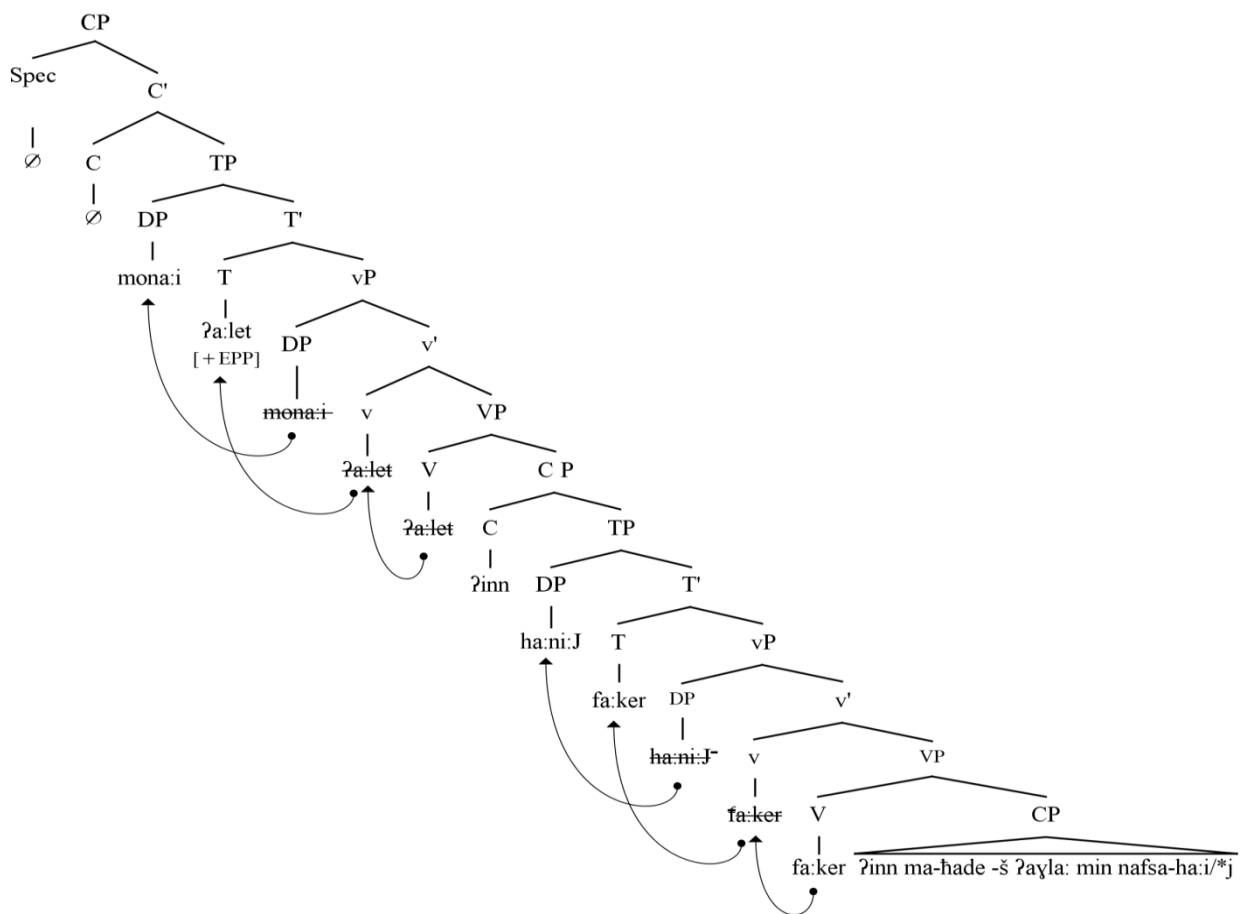 CP
Spec
C'
∅
C
TP
∅
DP
T'
mona:i
T
vP
ʔa:let
[+EPP]
DP
v'
mona:i
v
VP
ʔa:let
V
C P
ʔa:let
C
TP
ʔinn
DP
T'
ha:ni:J
T
vP
fa:ker
DP
v'
ha:ni:J
v
VP
fa:ker
V
CP
fa:ker
ʔinn ma-ħade -š ʔaɣla: min nafsa-ha:i/*j